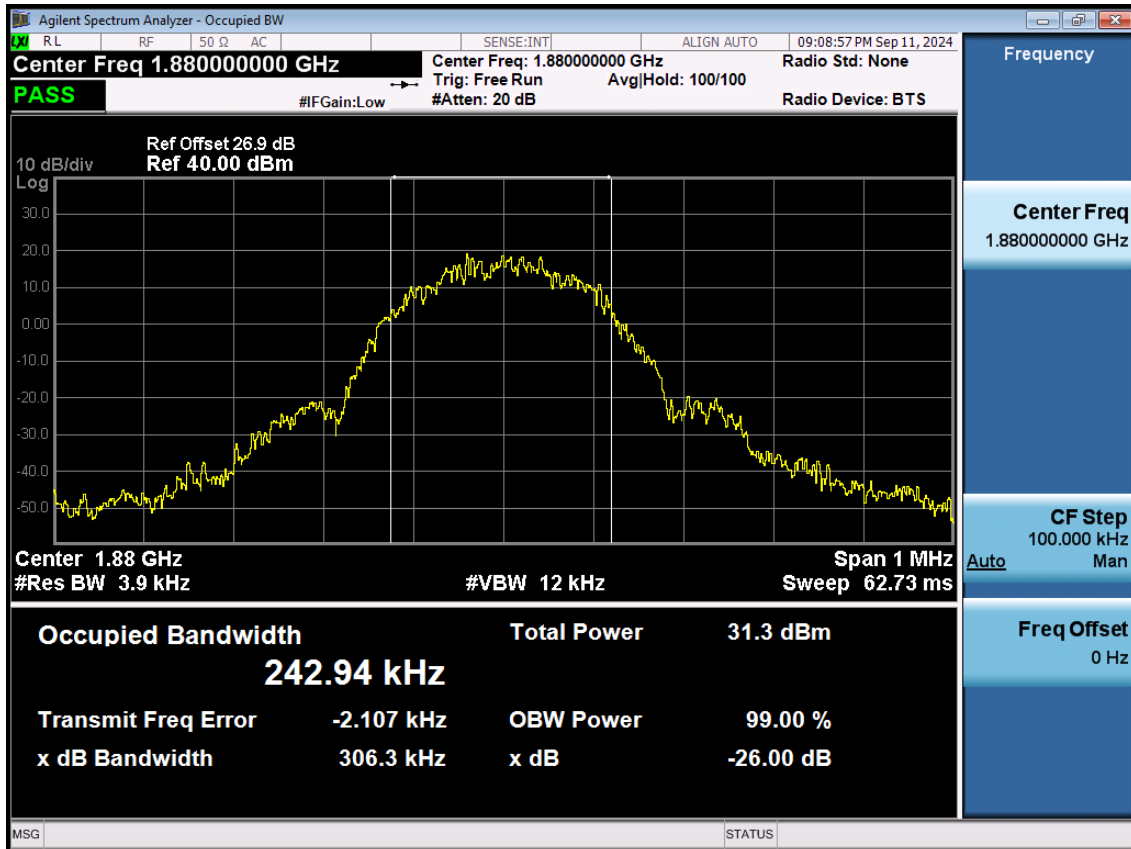 Agilent Spectrum Analyzer - Occupied BW
LXI RL RF 50 Ω AC SENSE:INT ALIGN AUTO 09:08:57 PM Sep 11, 2024
Center Freq 1.880000000 GHz
PASS
#IFGain:Low
Center Freq: 1.880000000 GHz
Trig: Free Run Avg|Hold: 100/100
#Atten: 20 dB
Radio Std: None
Radio Device: BTS
Ref Offset 26.9 dB
10 dB/div Ref 40.00 dBm
Log
30.0
20.0
10.0
0.00
-10.0
-20.0
-30.0
-40.0
-50.0
Center 1.88 GHz Span 1 MHz
#Res BW 3.9 kHz #VBW 12 kHz Sweep 62.73 ms
Occupied Bandwidth Total Power 31.3 dBm
242.94 kHz
Transmit Freq Error -2.107 kHz OBW Power 99.00 %
x dB Bandwidth 306.3 kHz x dB -26.00 dB
MSG STATUS
Frequency
Center Freq
1.880000000 GHz
CF Step
100.000 kHz
Auto Man
Freq Offset
0 Hz